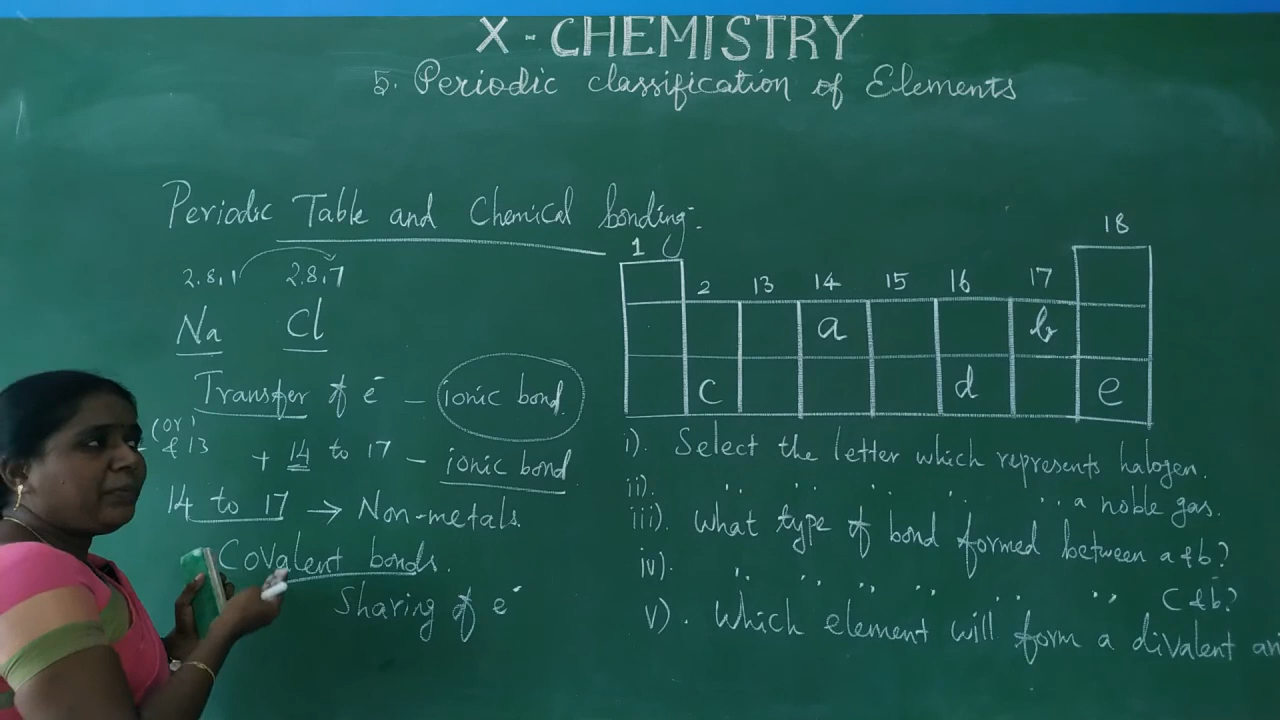 X - CHEMISTRY
5. Periodic classification of Elements
Periodic Table and Chemical bonding:
2.8.1 2.8.7
Na Cl
Transfer of e⁻ - ionic bond.
(or)
& 13 + 14 to 17 - ionic bond
14 to 17 → Non-metals.
Covalent bonds.
Sharing of e⁻
1 18
2 13 14 15 16 17
a b
c d e
i). Select the letter which represents halogen.
ii). ,, ,, ,, ,, ,, a noble gas.
iii). What type of bond formed between a & b?
iv). ,, ,, ,, ,, ,, ,, C & b?
v). Which element will form a divalent an